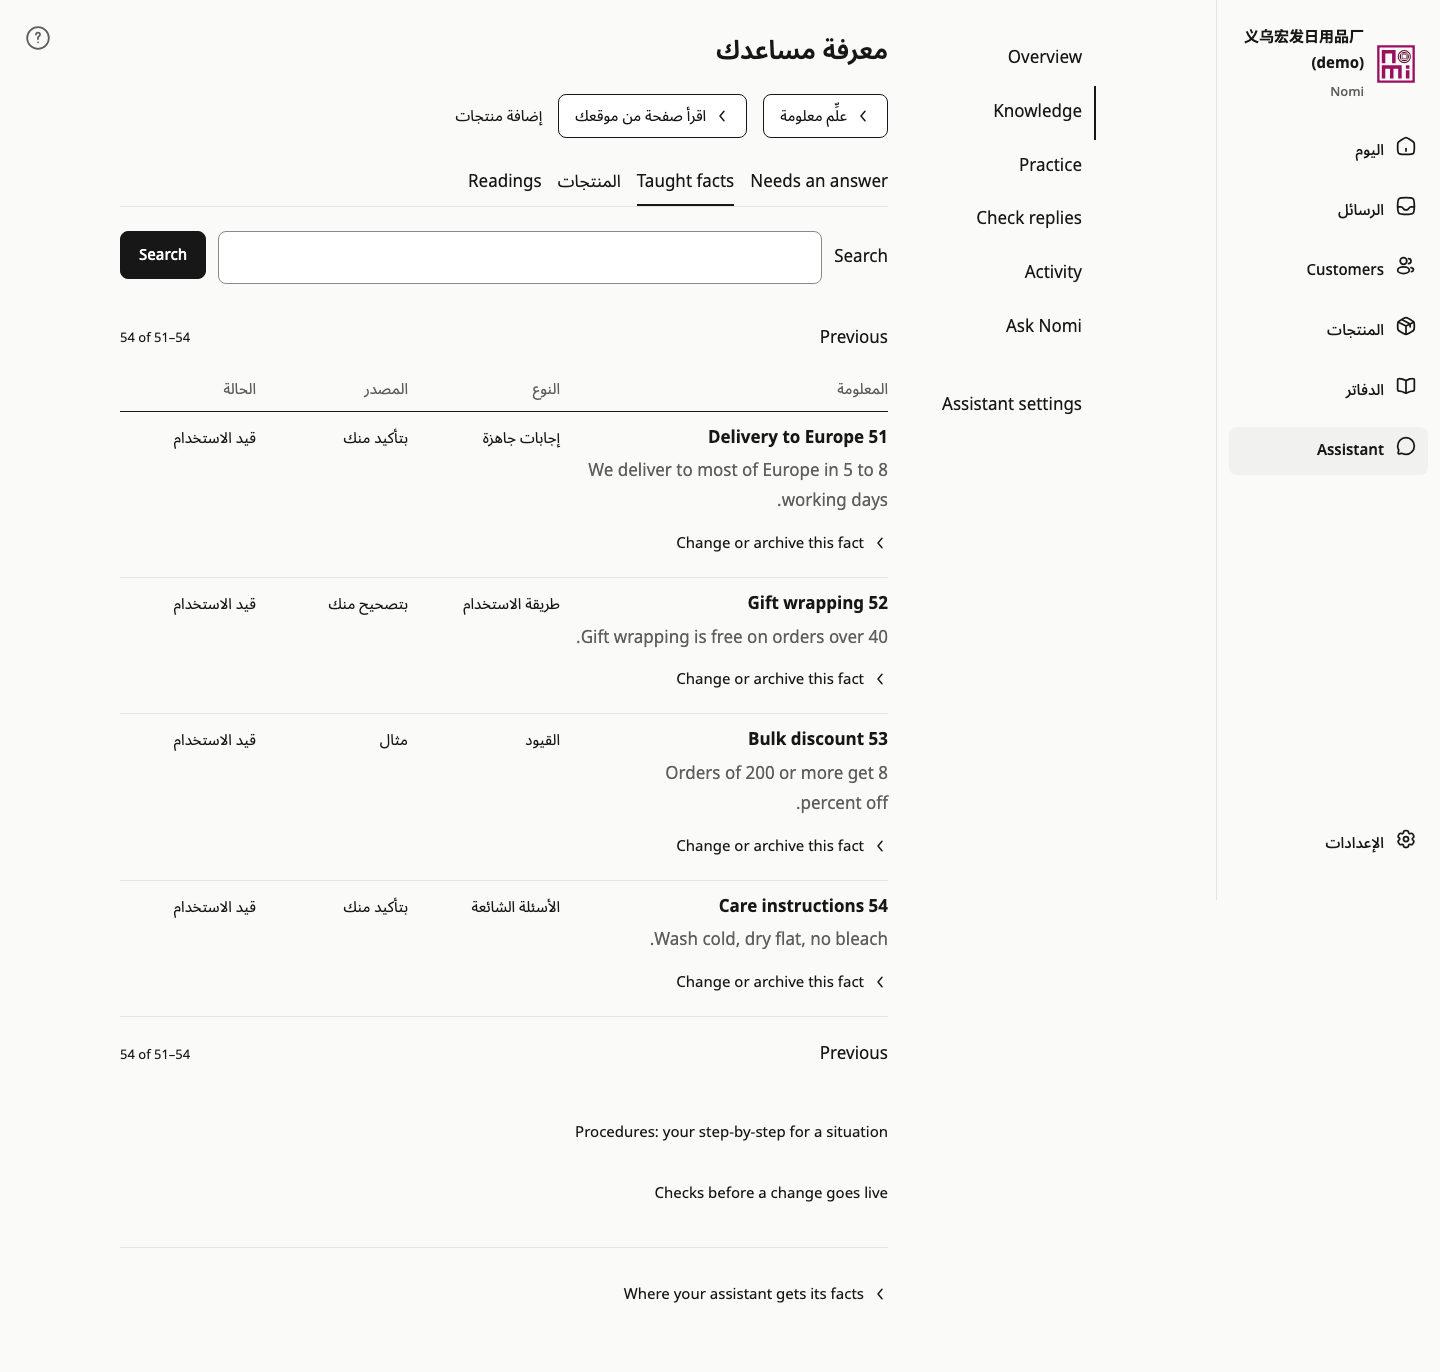 义乌宏发日用品厂
(demo)
Nomi
اليوم
الرسائل
Customers
المنتجات
الدفاتر
Assistant
الإعدادات
Overview
Knowledge
Practice
Check replies
Activity
Ask Nomi
Assistant settings
معرفة مساعدك
علِّم معلومة
اقرأ صفحة من موقعك
إضافة منتجات
Needs an answer
Taught facts
المنتجات
Readings
Search
Search
Previous
54 of 51–54
المعلومة
النوع
المصدر
الحالة
Delivery to Europe 51
إجابات جاهزة
بتأكيد منك
قيد الاستخدام
We deliver to most of Europe in 5 to 8
working days.
Change or archive this fact
Gift wrapping 52
طريقة الاستخدام
بتصحيح منك
قيد الاستخدام
Gift wrapping is free on orders over 40.
Change or archive this fact
Bulk discount 53
القيود
مثال
قيد الاستخدام
Orders of 200 or more get 8
percent off.
Change or archive this fact
Care instructions 54
الأسئلة الشائعة
بتأكيد منك
قيد الاستخدام
Wash cold, dry flat, no bleach.
Change or archive this fact
Previous
54 of 51–54
Procedures: your step-by-step for a situation
Checks before a change goes live
Where your assistant gets its facts